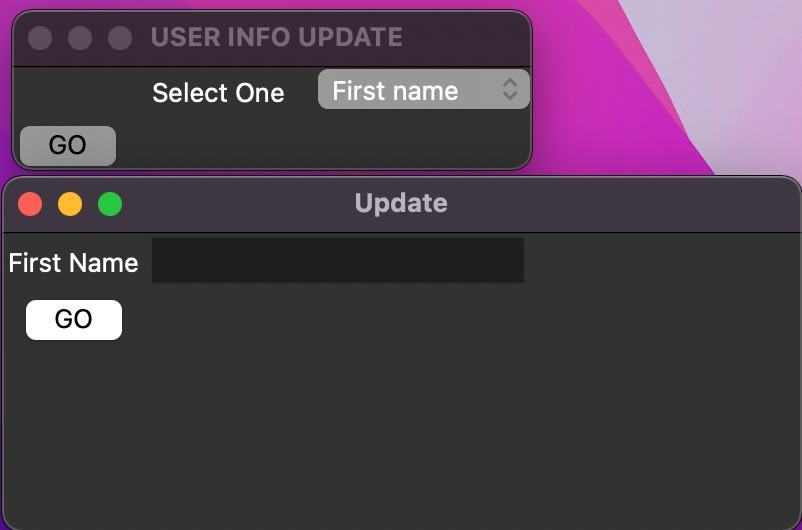 USER INFO UPDATE
Select One First name
GO
Update
First Name
GO